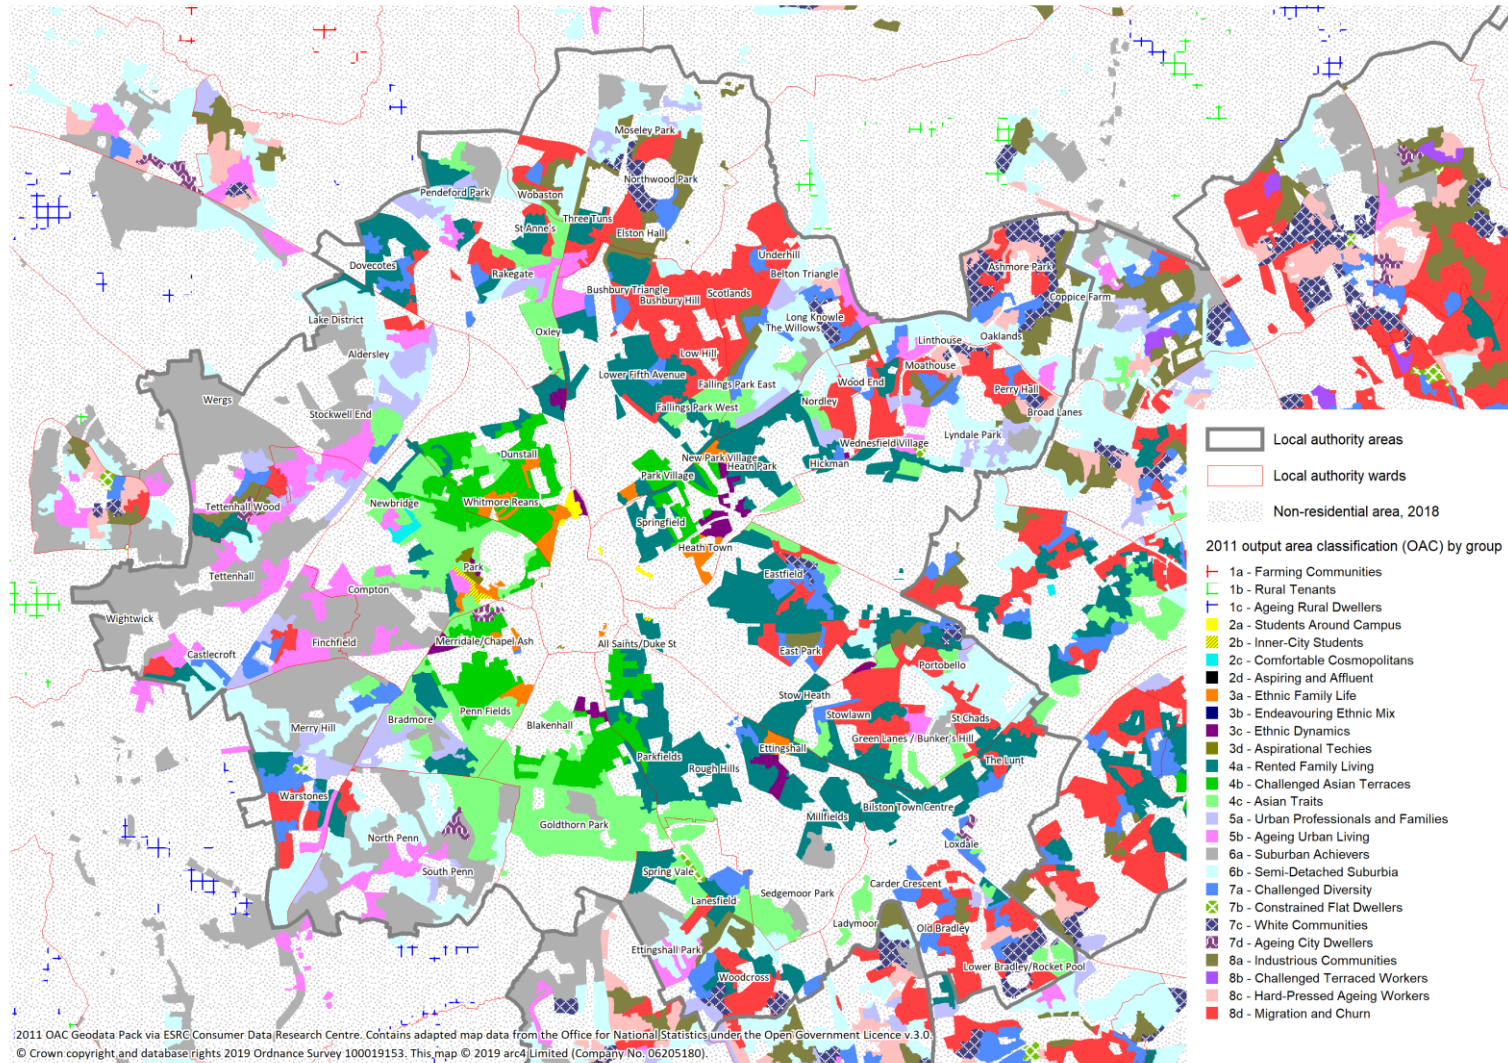 Moseley Park
Northwood Park
Pendeford Park
Wobaston
Three Tuns
St Anne's
Elston Hall
Underhill
Dovecotes
Rakegate
Belton Triangle
Ashmore Park
Bushbury Triangle
Bushbury Hill
Scotlands
Coppice Farm
Long Knowle
The Willows
Lake District
Oxley
Linthouse
Oaklands
Aldersley
Low Hill
Moathouse
Lower Fifth Avenue
Fallings Park East
Wood End
Perry Hall
Wergs
Stockwell End
Fallings Park West
Nordley
Broad Lanes
Lyndale Park
Wednesfield Village
Dunstall
New Park Village
Heath Park
Hickman
Park Village
Newbridge
Whitmore Reans
Tettenhall Wood
Springfield
Heath Town
Park
Eastfield
Tettenhall
Compton
Wightwick
Finchfield
Merridale/Chapel Ash
All Saints/Duke St
East Park
Castlecroft
Portobello
Stow Heath
Penn Fields
Stowlawn
St Chads
Merry Hill
Bradmore
Blakenhall
Green Lanes / Bunker's Hill
Ettingshall
Parkfields
Rough Hills
The Lunt
Warstones
Bilston Town Centre
Millfields
Goldthorn Park
North Penn
Loxdale
South Penn
Spring Vale
Carder Crescent
Sedgemoor Park
Lanesfield
Ladymoor
Old Bradley
Ettingshall Park
Woodcross
Lower Bradley/Rocket Pool
Local authority areas
Local authority wards
Non-residential area, 2018
2011 output area classification (OAC) by group
1a - Farming Communities
1b - Rural Tenants
1c - Ageing Rural Dwellers
2a - Students Around Campus
2b - Inner-City Students
2c - Comfortable Cosmopolitans
2d - Aspiring and Affluent
3a - Ethnic Family Life
3b - Endeavouring Ethnic Mix
3c - Ethnic Dynamics
3d - Aspirational Techies
4a - Rented Family Living
4b - Challenged Asian Terraces
4c - Asian Traits
5a - Urban Professionals and Families
5b - Ageing Urban Living
6a - Suburban Achievers
6b - Semi-Detached Suburbia
7a - Challenged Diversity
7b - Constrained Flat Dwellers
7c - White Communities
7d - Ageing City Dwellers
8a - Industrious Communities
8b - Challenged Terraced Workers
8c - Hard-Pressed Ageing Workers
8d - Migration and Churn
2011 OAC Geodata Pack via ESRC Consumer Data Research Centre. Contains adapted map data from the Office for National Statistics under the Open Government Licence v.3.0.
© Crown copyright and database rights 2019 Ordnance Survey 100019153. This map © 2019 arc4 Limited (Company No. 06205180).